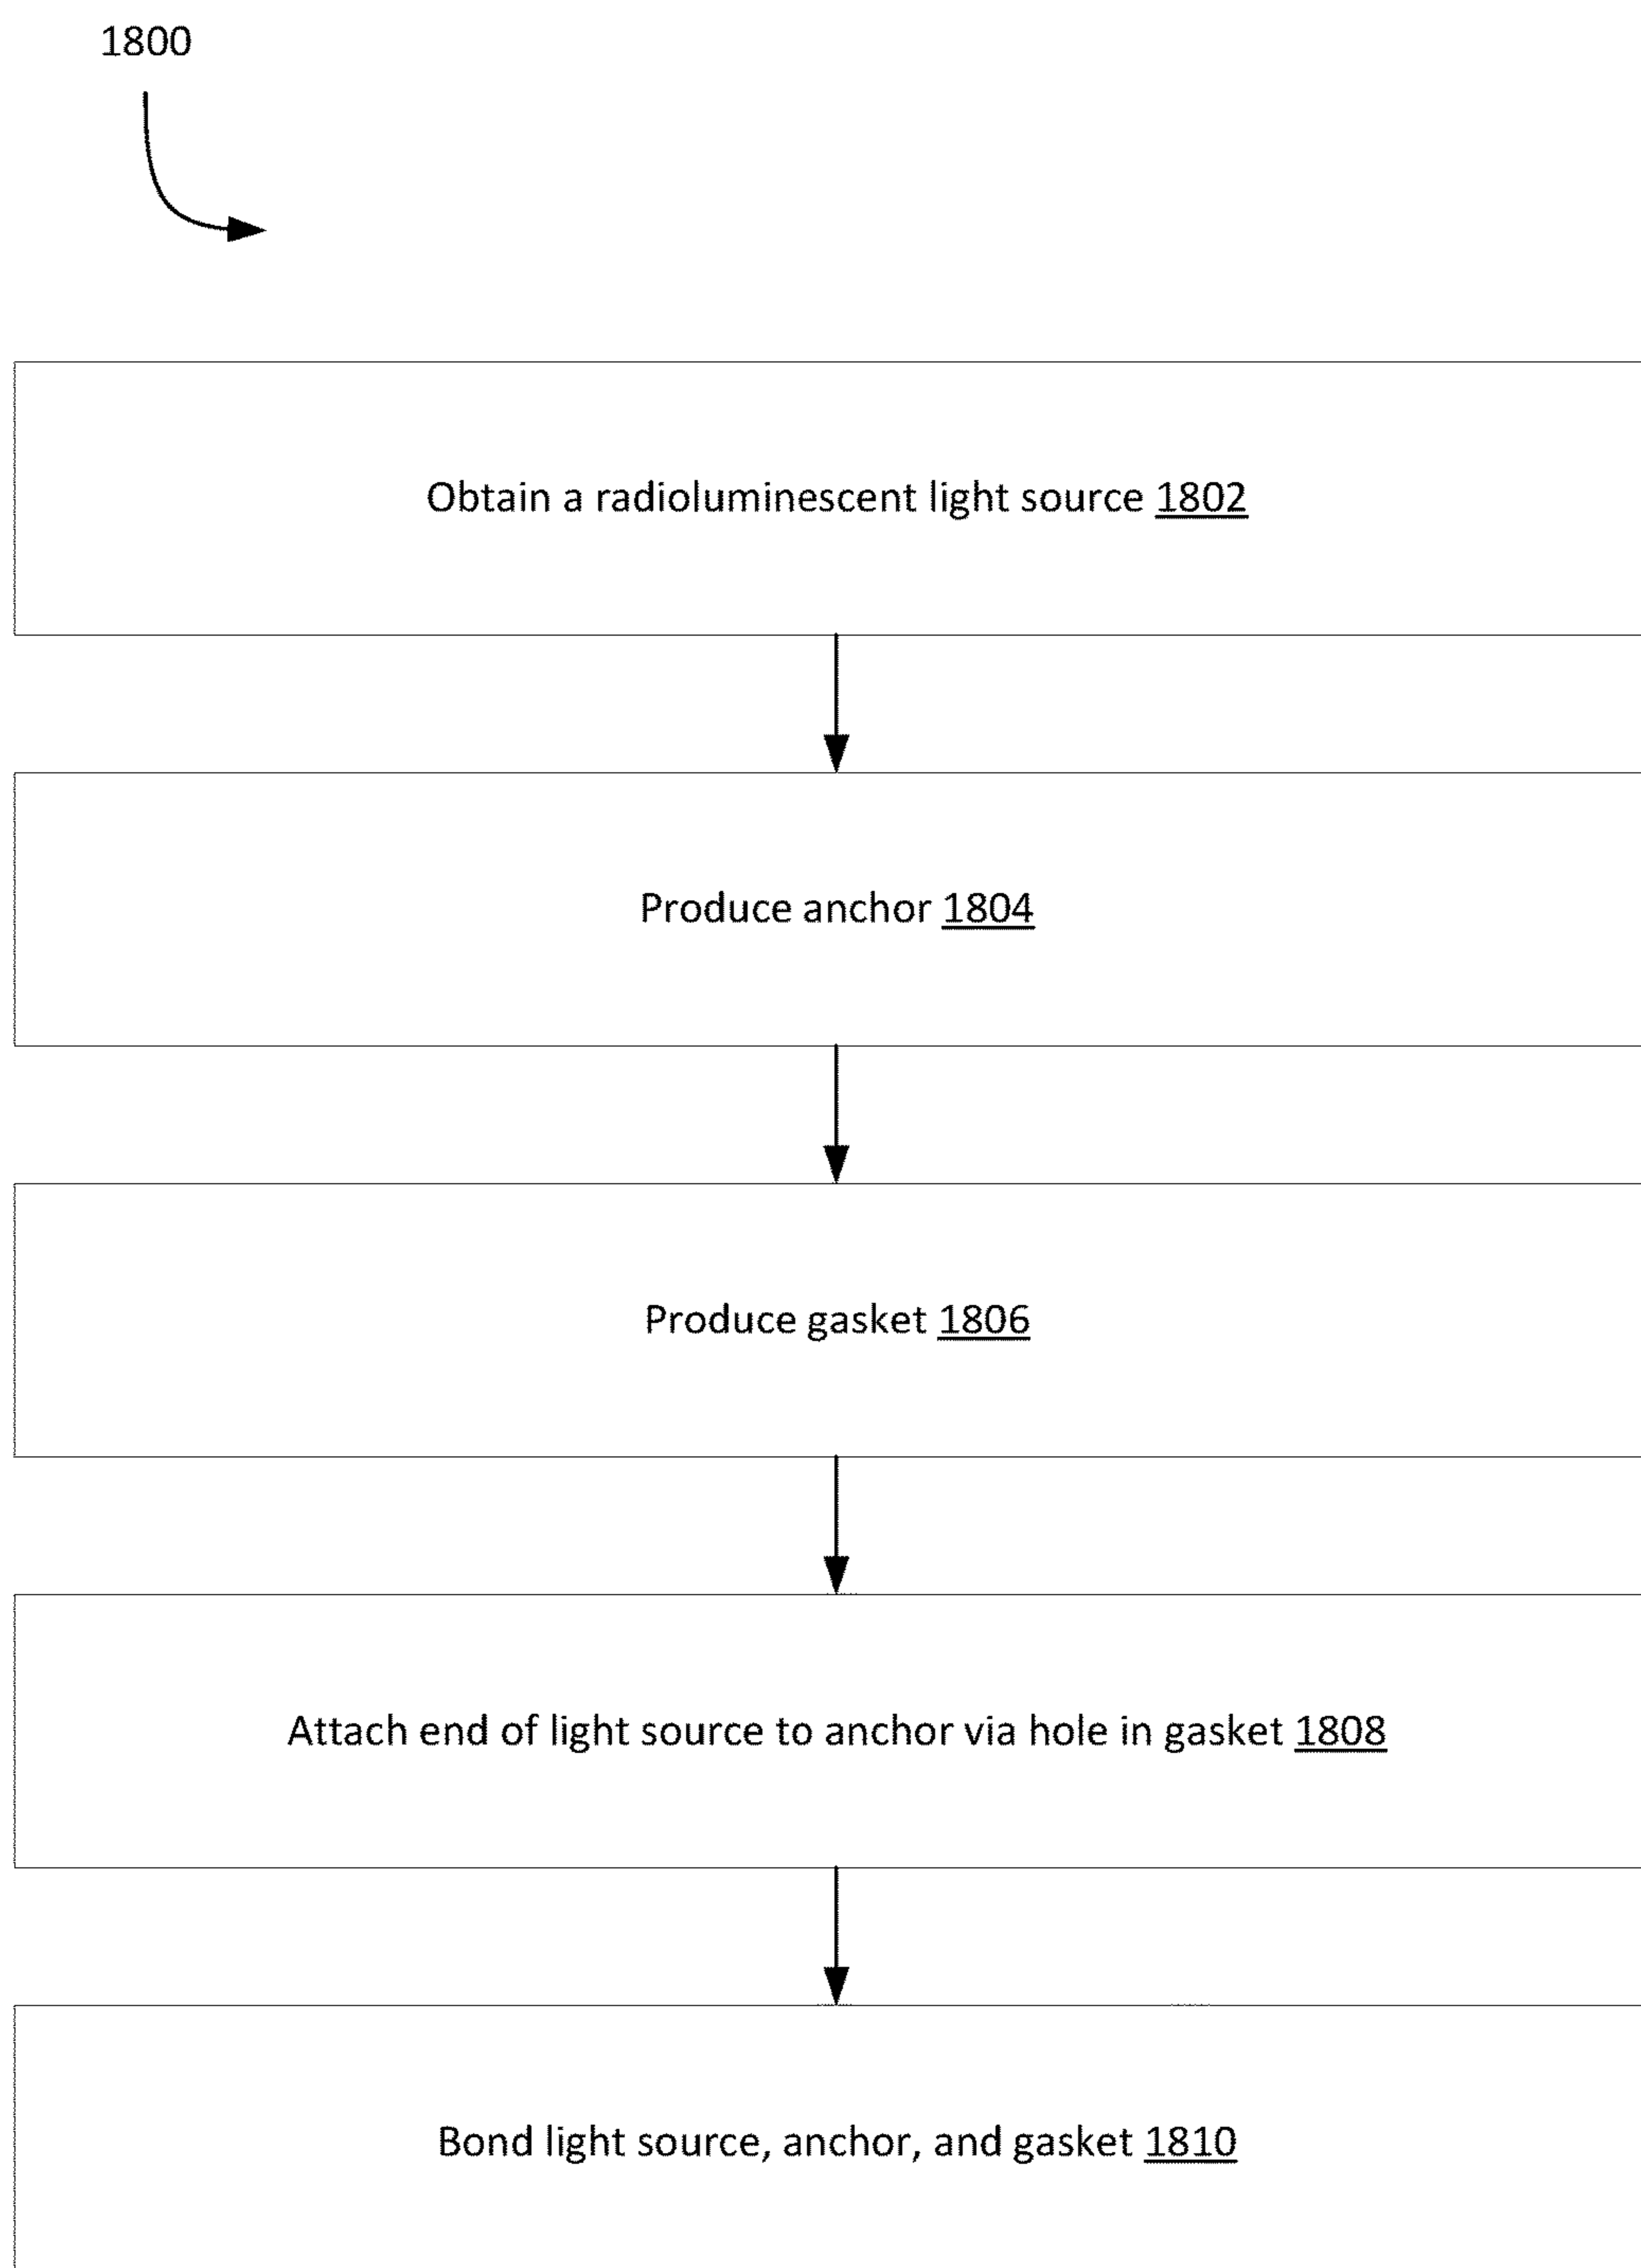 1800
Obtain a radioluminescent light source 1802
Produce anchor 1804
Produce gasket 1806
Attach end of light source to anchor via hole in gasket 1808
Bond light source, anchor, and gasket 1810